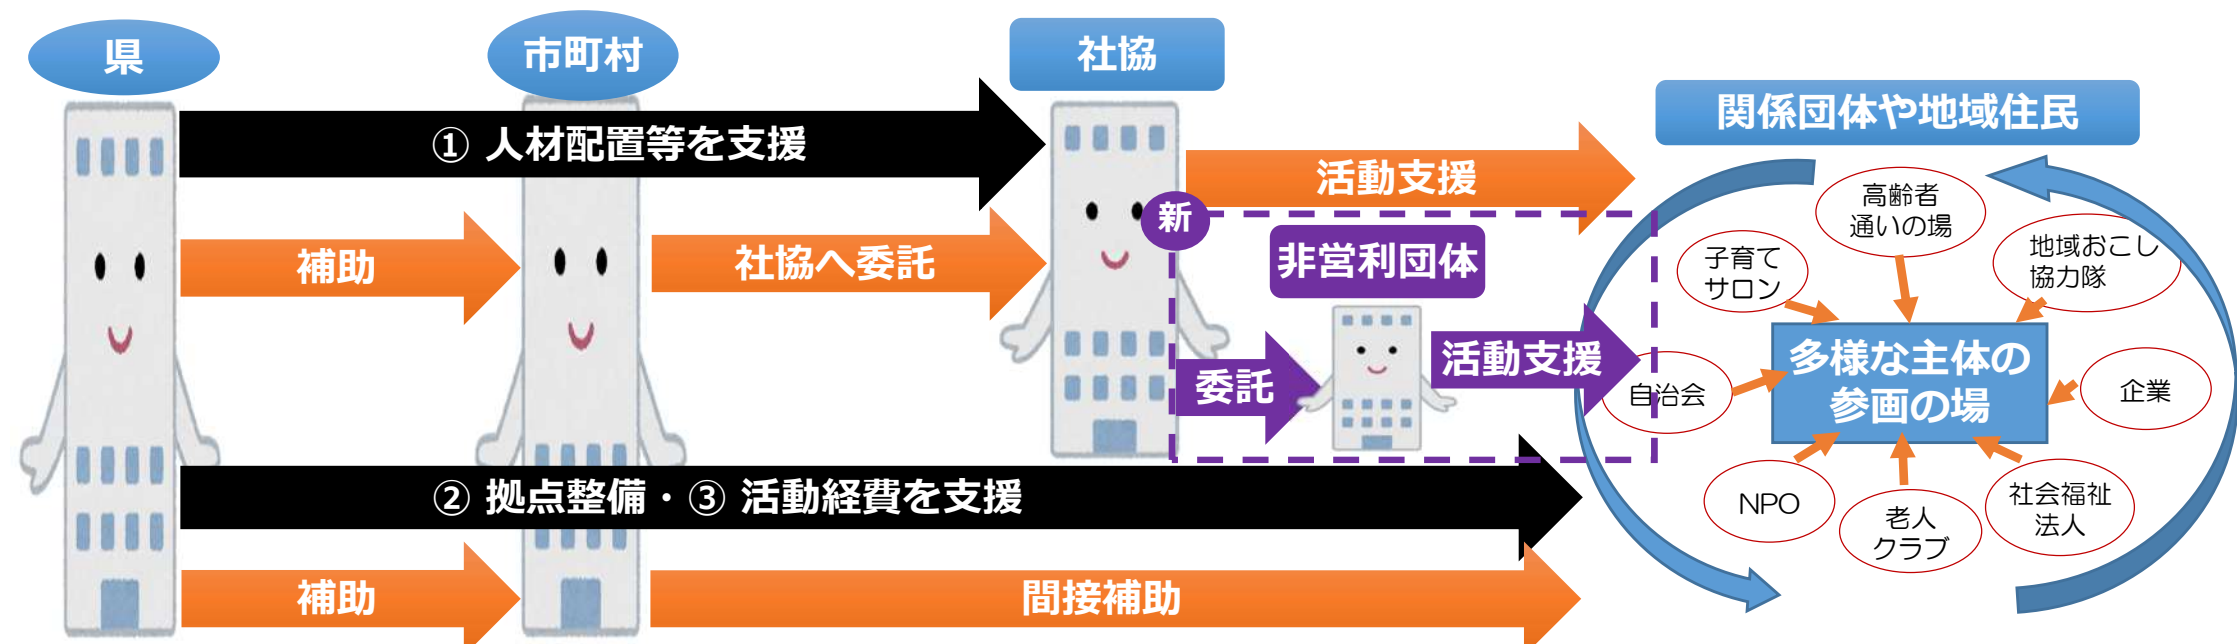 県
市町村
社協
関係団体や地域住民
① 人材配置等を支援
補助
社協へ委託
活動支援
新
非営利団体
委託
活動支援
高齢者
通いの場
地域おこし
協力隊
子育て
サロン
多様な主体の
参画の場
自治会
企業
NPO
老人
クラブ
社会福祉
法人
② 拠点整備・③ 活動経費を支援
補助
間接補助